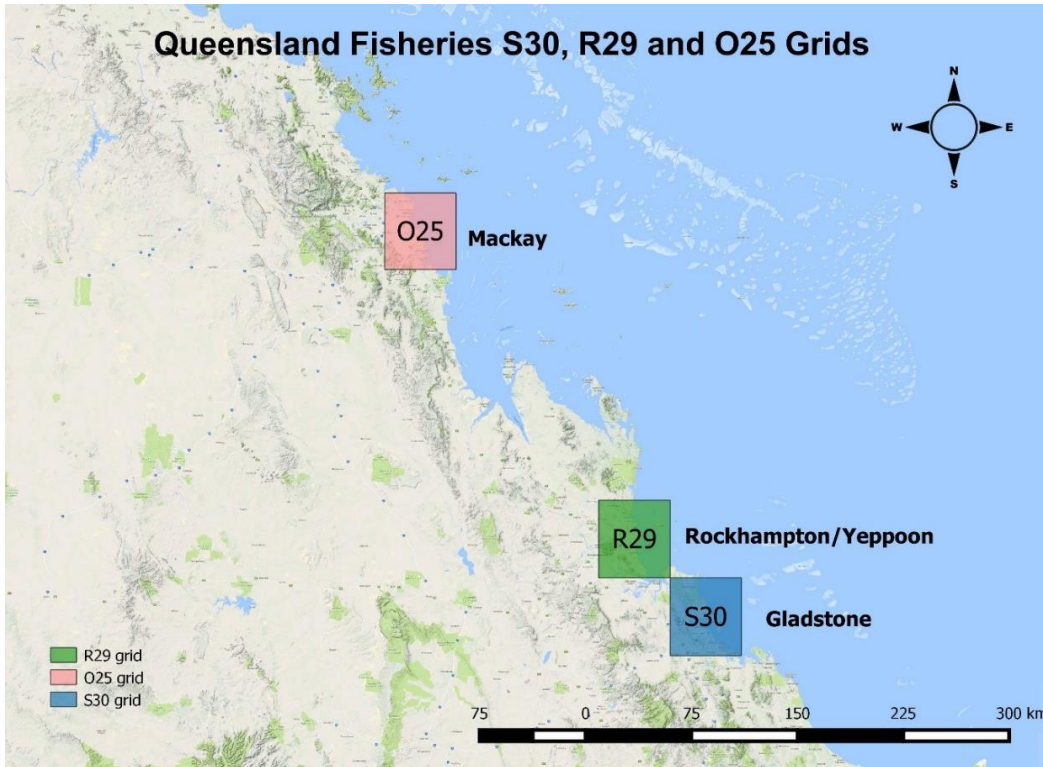 Queensland Fisheries S30, R29 and O25 Grids
N
W E
S
O25 Mackay
R29 Rockhampton/Yeppoon
S30 Gladstone
R29 grid
O25 grid
S30 grid
75 0 75 150 225 300 km